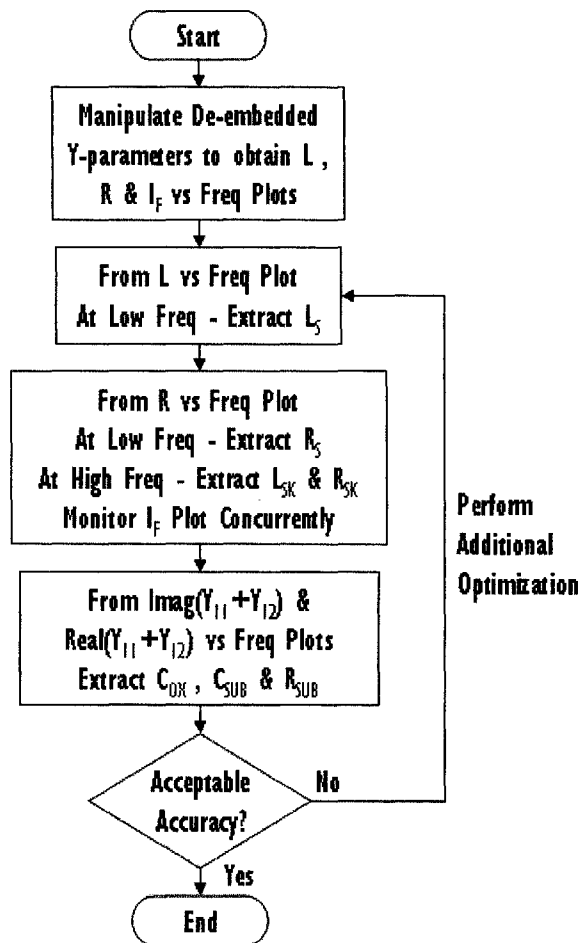 Start
Manipulate De-embedded
Y-parameters to obtain L ,
R & I_F vs Freq Plots
From L vs Freq Plot
At Low Freq - Extract L_S
From R vs Freq Plot
At Low Freq - Extract R_S
At High Freq - Extract L_SK & R_SK
Monitor I_F Plot Concurrently
From Imag(Y_11+Y_12) &
Real(Y_11+Y_12) vs Freq Plots
Extract C_OX , C_SUB & R_SUB
Acceptable
Accuracy?
No
Perform
Additional
Optimization
Yes
End